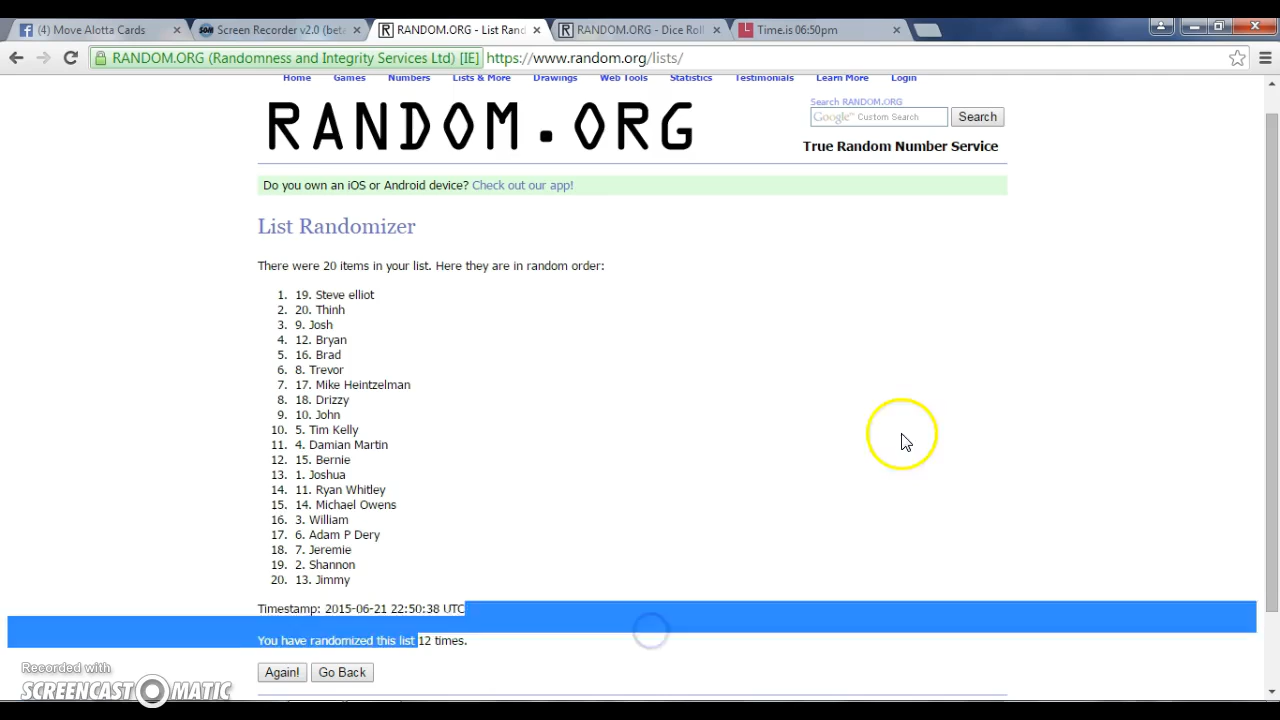 (4) Move Alotta Cards
Screen Recorder v2.0 (beta
RANDOM.ORG - List Rand
RANDOM.ORG - Dice Roll
Time.is 06:50pm
RANDOM.ORG (Randomness and Integrity Services Ltd) [IE] https://www.random.org/lists/
Home Games Numbers Lists & More Drawings Web Tools Statistics Testimonials Learn More Login
RANDOM.ORG
Search RANDOM.ORG
Google™ Custom Search Search
True Random Number Service
Do you own an iOS or Android device? Check out our app!
List Randomizer
There were 20 items in your list. Here they are in random order:
1. 19. Steve elliot
2. 20. Thinh
3. 9. Josh
4. 12. Bryan
5. 16. Brad
6. 8. Trevor
7. 17. Mike Heintzelman
8. 18. Drizzy
9. 10. John
10. 5. Tim Kelly
11. 4. Damian Martin
12. 15. Bernie
13. 1. Joshua
14. 11. Ryan Whitley
15. 14. Michael Owens
16. 3. William
17. 6. Adam P Dery
18. 7. Jeremie
19. 2. Shannon
20. 13. Jimmy
Timestamp: 2015-06-21 22:50:38 UTC
You have randomized this list 12 times.
Again! Go Back
Recorded with
SCREENCAST-O-MATIC